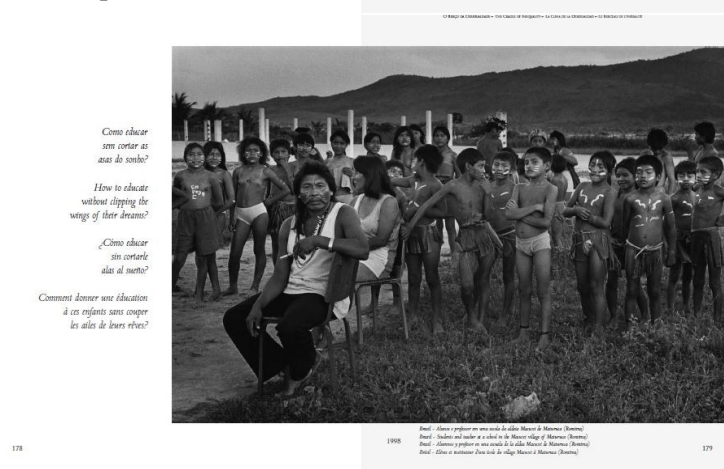 O Berço da Desigualdade – The Cradle of Inequality – La Cuna de la Desigualdad – Le Berceau de l'Inégalité
Como educar
sem cortar as
asas do sonho?
How to educate
without clipping the
wings of their dreams?
¿Cómo educar
sin cortarle
alas al sueño?
Comment donner une éducation
à ces enfants sans couper
les ailes de leurs rêves?
1998
Brasil - Alunos e professor em uma escola da aldeia Macuxi de Maturuca (Roraima)
Brazil - Students and teacher at a school in the Macuxi village of Maturuca (Roraima)
Brasil - Alumnos y profesor en una escuela de la aldea Macuxi de Maturuca (Roraima)
Brésil - Elèves et instituteur d'une école du village Macuxi à Maturuca (Roraima)
178
179